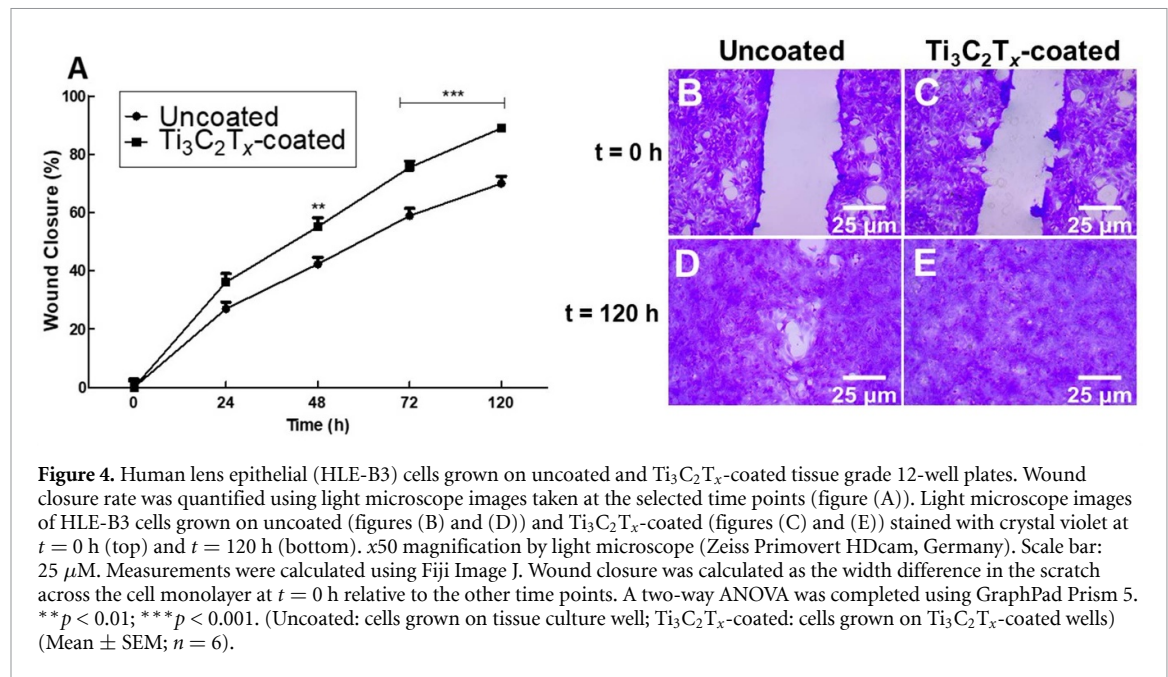 A
Uncoated
Ti₃C₂Tₓ-coated
***
**
Wound Closure (%)
100
80
60
40
20
0
0 24 48 72 120
Time (h)
Uncoated Ti₃C₂Tₓ-coated
t = 0 h
B
25 µm
C
25 µm
t = 120 h
D
25 µm
E
25 µm
Figure 4. Human lens epithelial (HLE-B3) cells grown on uncoated and Ti₃C₂Tₓ-coated tissue grade 12-well plates. Wound
closure rate was quantified using light microscope images taken at the selected time points (figure (A)). Light microscope images
of HLE-B3 cells grown on uncoated (figures (B) and (D)) and Ti₃C₂Tₓ-coated (figures (C) and (E)) stained with crystal violet at
t = 0 h (top) and t = 120 h (bottom). x50 magnification by light microscope (Zeiss Primovert HDcam, Germany). Scale bar:
25 µM. Measurements were calculated using Fiji Image J. Wound closure was calculated as the width difference in the scratch
across the cell monolayer at t = 0 h relative to the other time points. A two-way ANOVA was completed using GraphPad Prism 5.
**p < 0.01; ***p < 0.001. (Uncoated: cells grown on tissue culture well; Ti₃C₂Tₓ-coated: cells grown on Ti₃C₂Tₓ-coated wells)
(Mean ± SEM; n = 6).